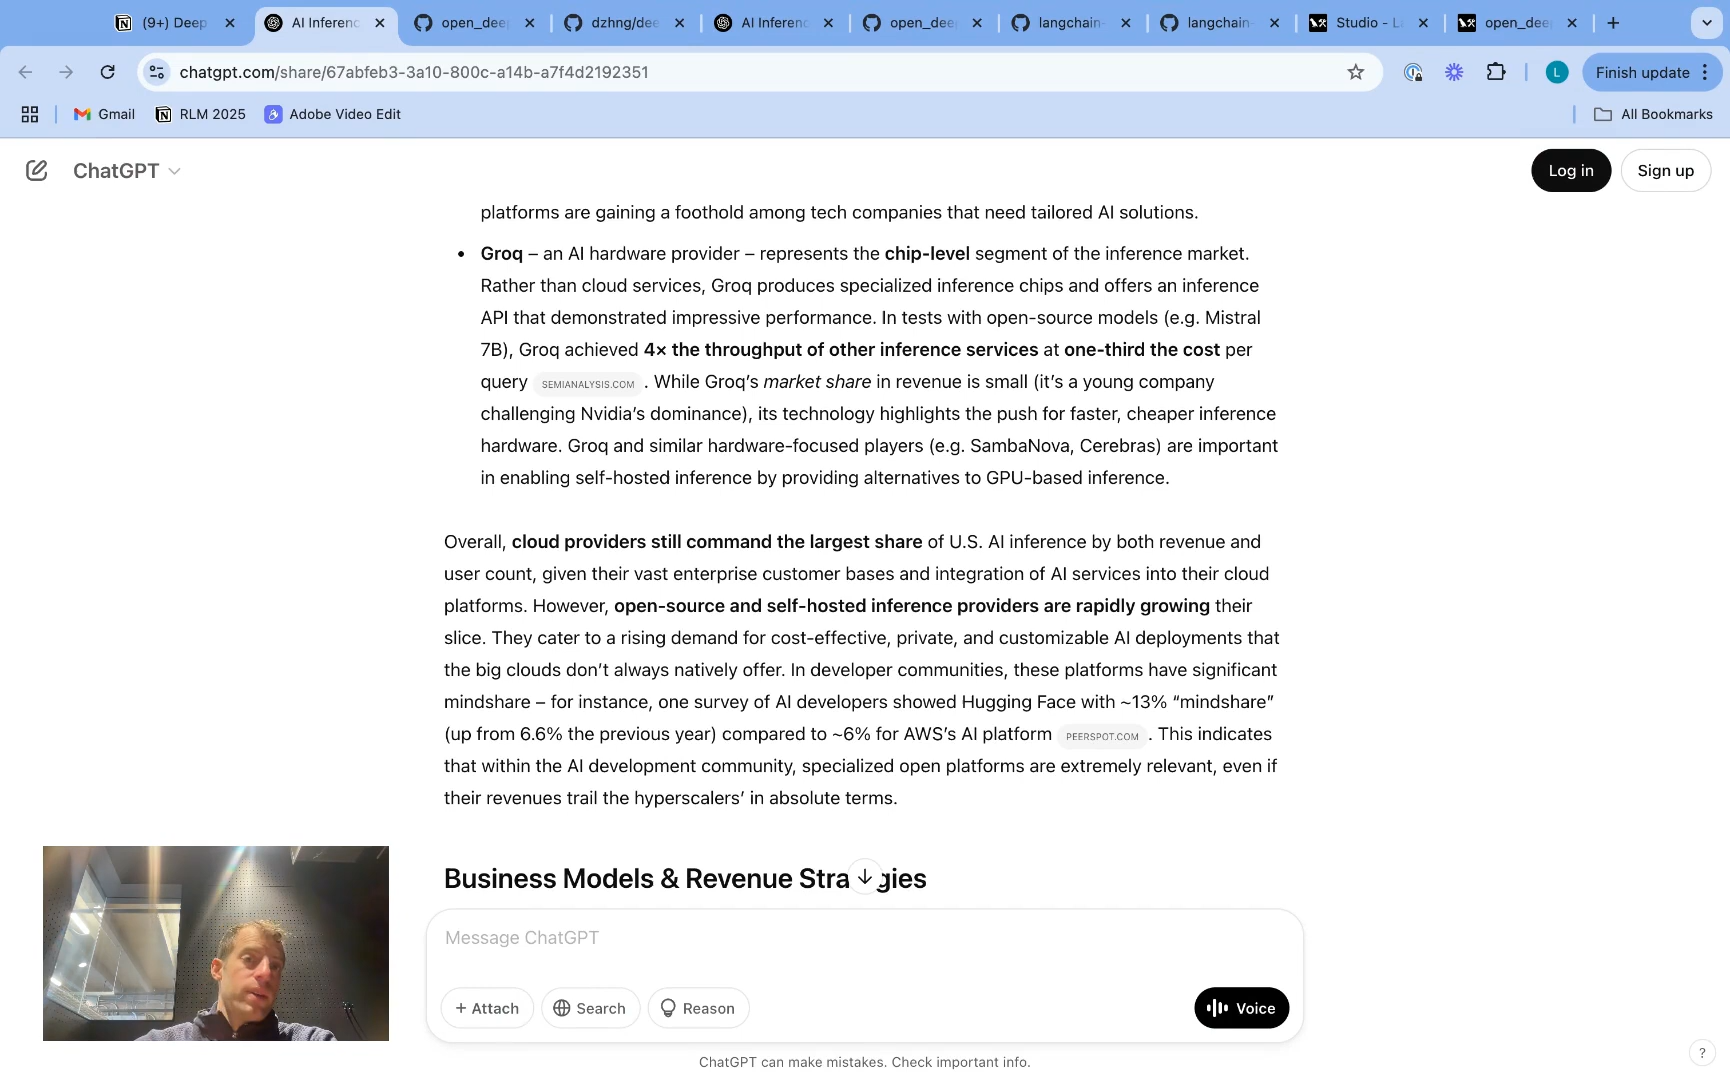 (9+) Deep
AI Inferenc
open_deep
dzhng/dee
AI Inferenc
open_deep
langchain-
langchain-
Studio - La
open_deep
chatgpt.com/share/67abfeb3-3a10-800c-a14b-a7f4d2192351
L
Finish update
Gmail
RLM 2025
Adobe Video Edit
All Bookmarks
ChatGPT
Log in
Sign up
platforms are gaining a foothold among tech companies that need tailored AI solutions.
• Groq – an AI hardware provider – represents the chip-level segment of the inference market.
Rather than cloud services, Groq produces specialized inference chips and offers an inference
API that demonstrated impressive performance. In tests with open-source models (e.g. Mistral
7B), Groq achieved 4× the throughput of other inference services at one-third the cost per
query SEMIANALYSIS.COM . While Groq’s market share in revenue is small (it’s a young company
challenging Nvidia’s dominance), its technology highlights the push for faster, cheaper inference
hardware. Groq and similar hardware-focused players (e.g. SambaNova, Cerebras) are important
in enabling self-hosted inference by providing alternatives to GPU-based inference.
Overall, cloud providers still command the largest share of U.S. AI inference by both revenue and
user count, given their vast enterprise customer bases and integration of AI services into their cloud
platforms. However, open-source and self-hosted inference providers are rapidly growing their
slice. They cater to a rising demand for cost-effective, private, and customizable AI deployments that
the big clouds don’t always natively offer. In developer communities, these platforms have significant
mindshare – for instance, one survey of AI developers showed Hugging Face with ~13% “mindshare”
(up from 6.6% the previous year) compared to ~6% for AWS’s AI platform PEERSPOT.COM . This indicates
that within the AI development community, specialized open platforms are extremely relevant, even if
their revenues trail the hyperscalers’ in absolute terms.
Business Models & Revenue Strategies
Message ChatGPT
+ Attach
Search
Reason
Voice
ChatGPT can make mistakes. Check important info.
?